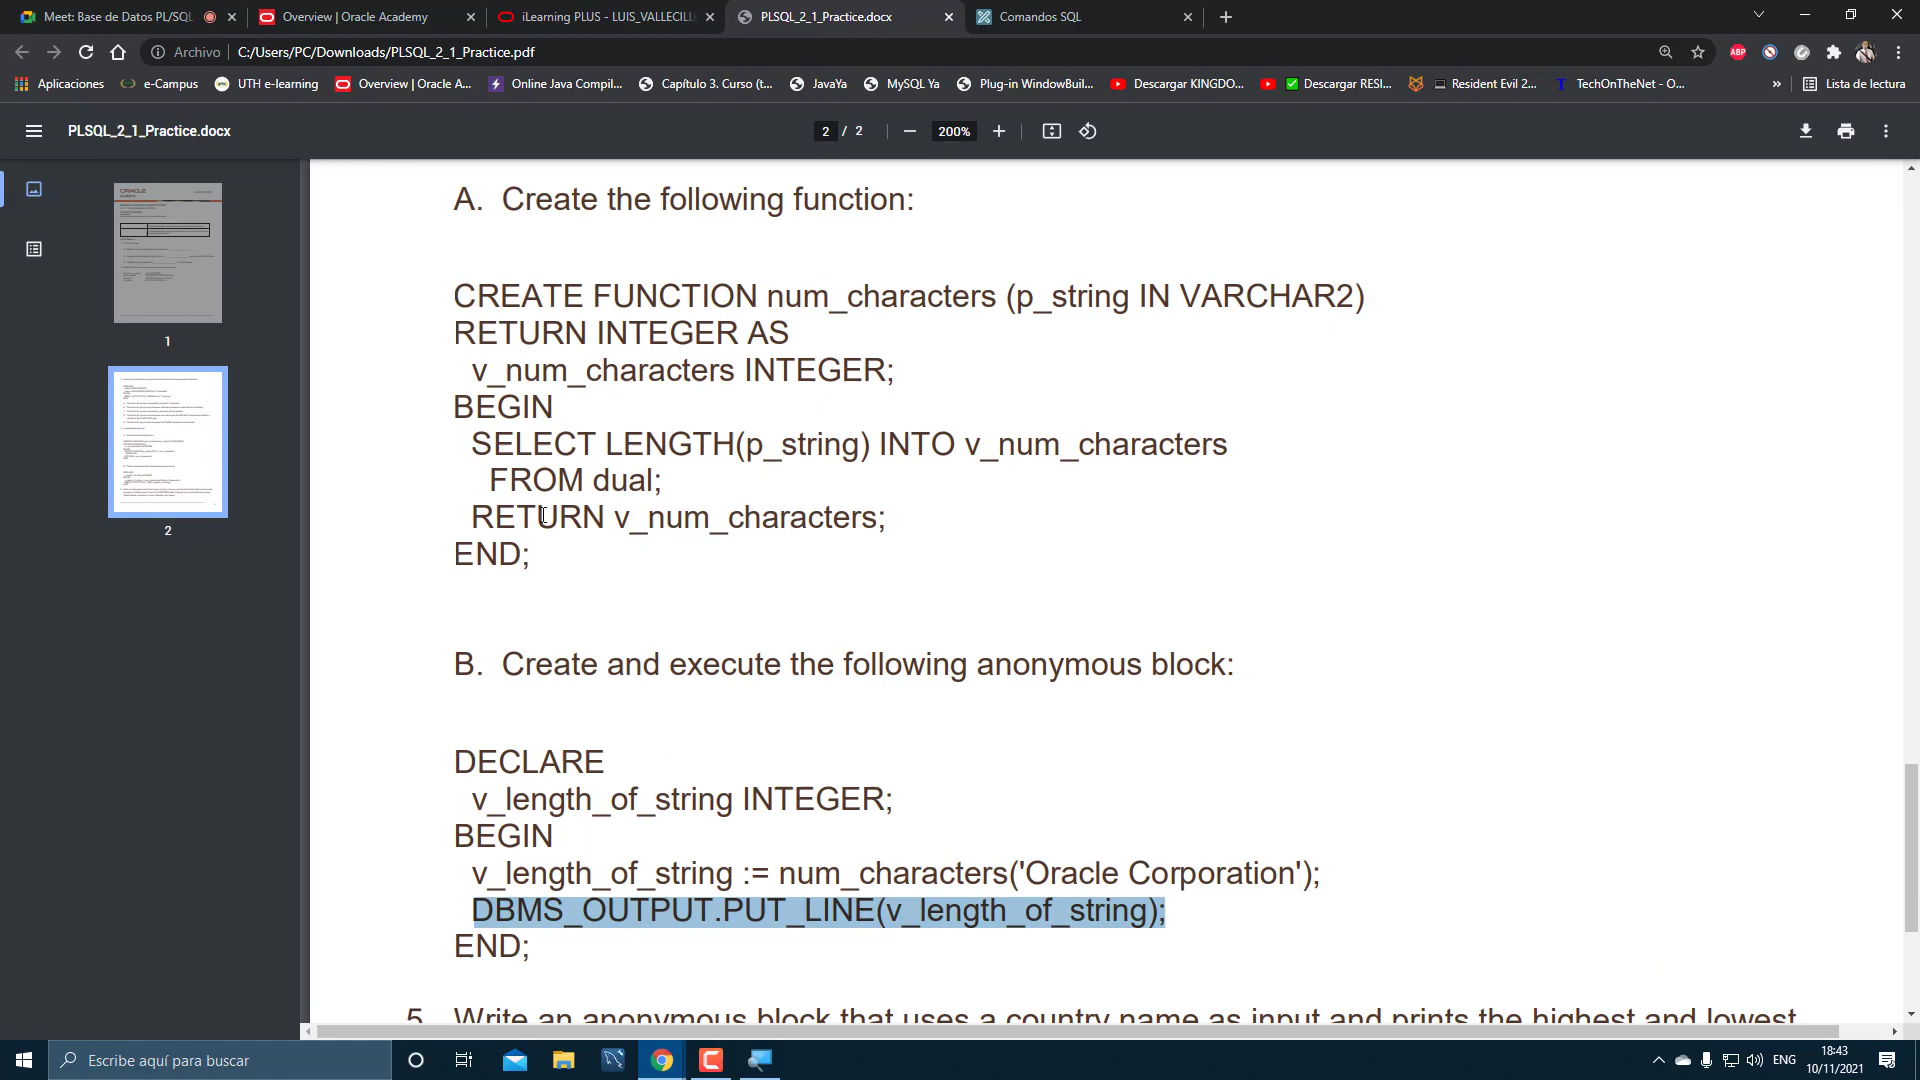 Meet: Base de Datos PL/SQL
Overview | Oracle Academy
iLearning PLUS - LUIS_VALLECILL
PLSQL_2_1_Practice.docx
Comandos SQL
Archivo
C:/Users/PC/Downloads/PLSQL_2_1_Practice.pdf
ABP
Aplicaciones
e-Campus
UTH e-learning
Overview | Oracle A...
Online Java Compil...
Capítulo 3. Curso (t...
JavaYa
MySQL Ya
Plug-in WindowBuil...
Descargar KINGDO...
Descargar RESI...
Resident Evil 2...
TechOnTheNet - O...
»
Lista de lectura
PLSQL_2_1_Practice.docx
2 / 2
200%
ORACLE
1
2
A. Create the following function:
CREATE FUNCTION num_characters (p_string IN VARCHAR2)
RETURN INTEGER AS
v_num_characters INTEGER;
BEGIN
SELECT LENGTH(p_string) INTO v_num_characters
FROM dual;
RETURN v_num_characters;
END;
B. Create and execute the following anonymous block:
DECLARE
v_length_of_string INTEGER;
BEGIN
v_length_of_string := num_characters('Oracle Corporation');
DBMS_OUTPUT.PUT_LINE(v_length_of_string);
END;
5 Write an anonymous block that uses a country name as input and prints the highest and lowest
Escribe aquí para buscar
ENG
18:43
10/11/2021